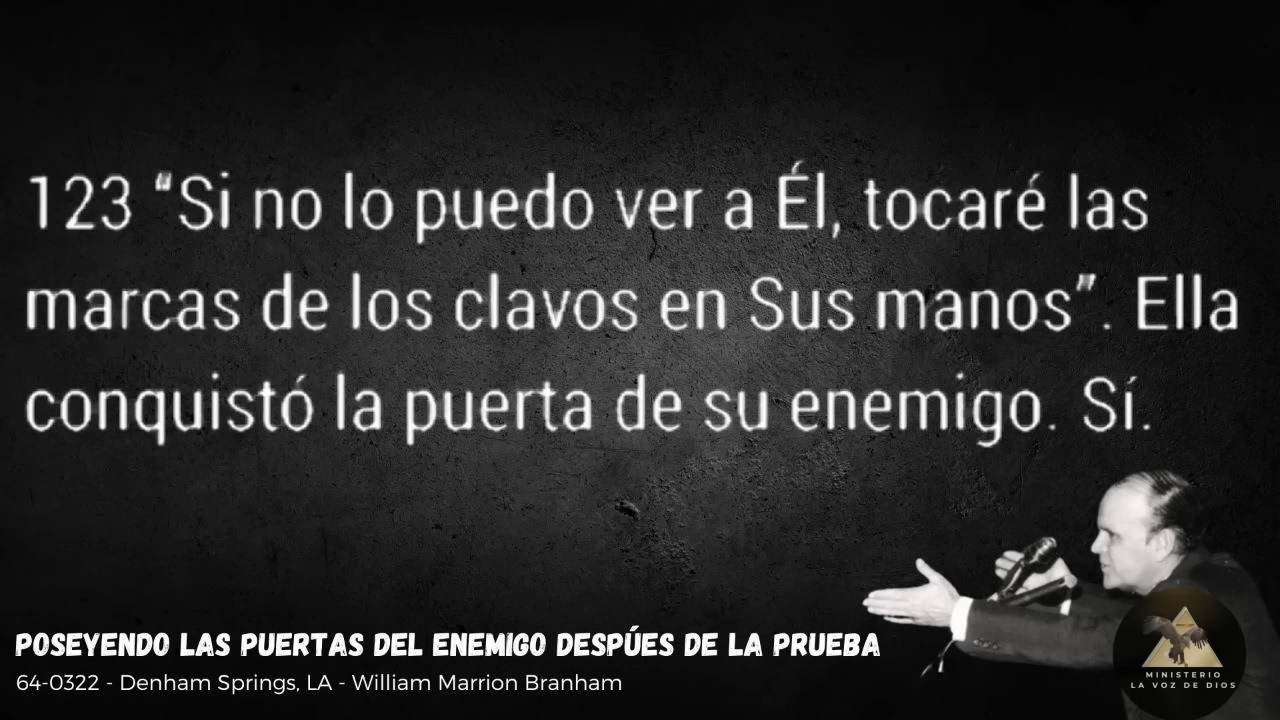 123 “Si no lo puedo ver a Él, tocaré las
marcas de los clavos en Sus manos”. Ella
conquistó la puerta de su enemigo. Sí.
POSEYENDO LAS PUERTAS DEL ENEMIGO DESPÚES DE LA PRUEBA
64-0322 - Denham Springs, LA - William Marrion Branham
MINISTERIO
LA VOZ DE DIOS